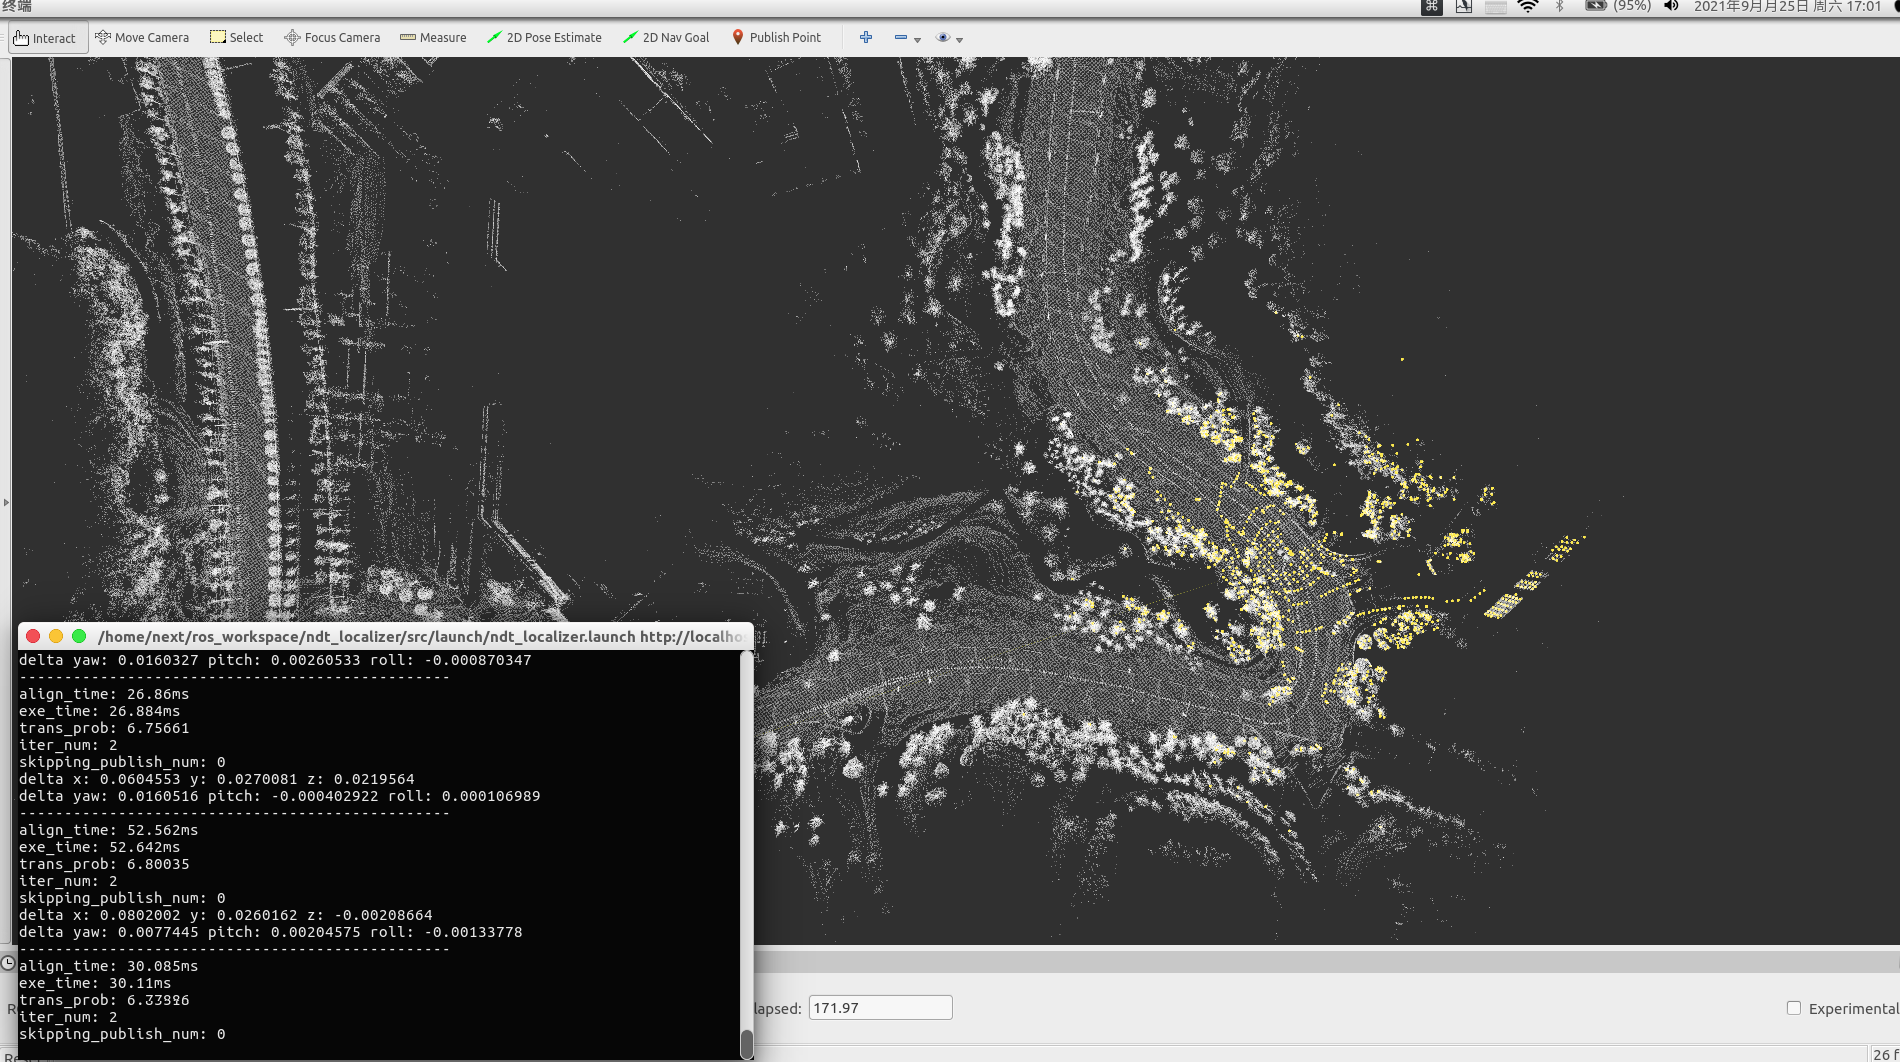 终端
(95%) 2021年9月月25日 周六 17:01
Interact Move Camera Select Focus Camera Measure 2D Pose Estimate 2D Nav Goal Publish Point
/home/next/ros_workspace/ndt_localizer/src/launch/ndt_localizer.launch http://localho
delta yaw: 0.0160327 pitch: 0.00260533 roll: -0.000870347
------------------------------------------------
align_time: 26.86ms
exe_time: 26.884ms
trans_prob: 6.75661
iter_num: 2
skipping_publish_num: 0
delta x: 0.0604553 y: 0.0270081 z: 0.0219564
delta yaw: 0.0160516 pitch: -0.000402922 roll: 0.000106989
------------------------------------------------
align_time: 52.562ms
exe_time: 52.642ms
trans_prob: 6.80035
iter_num: 2
skipping_publish_num: 0
delta x: 0.0802002 y: 0.0260162 z: -0.00208664
delta yaw: 0.0077445 pitch: 0.00204575 roll: -0.00133778
------------------------------------------------
align_time: 30.085ms
exe_time: 30.11ms
trans_prob:
iter_num: 2
skipping_publish_num: 0
lapsed: 171.97
Experimental
26 f